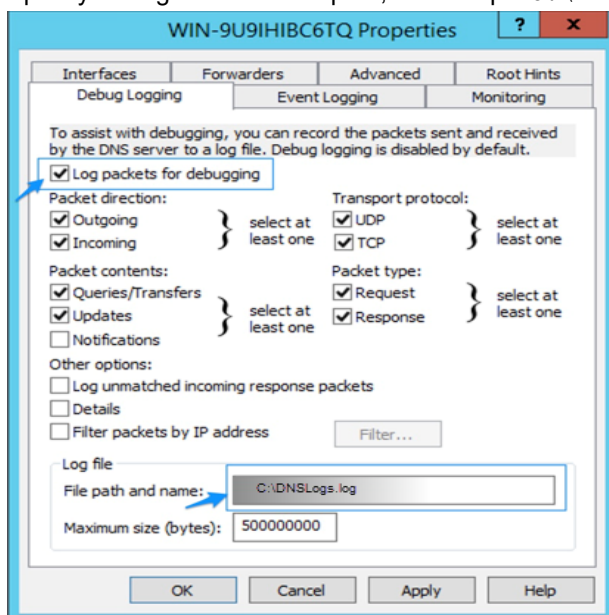 WIN-9U9IHIBC6TQ Properties ? x
Interfaces Forwarders Advanced Root Hints
Debug Logging Event Logging Monitoring
To assist with debugging, you can record the packets sent and received
by the DNS server to a log file. Debug logging is disabled by default.
Log packets for debugging
Packet direction: Transport protocol:
Outgoing } select at least one UDP } select at least one
Incoming TCP
Packet contents: Packet type:
Queries/Transfers } select at least one Request } select at least one
Updates Response
Notifications
Other options:
Log unmatched incoming response packets
Details
Filter packets by IP address Filter...
Log file
File path and name: C:\DNSLogs.log
Maximum size (bytes): 500000000
OK Cancel Apply Help